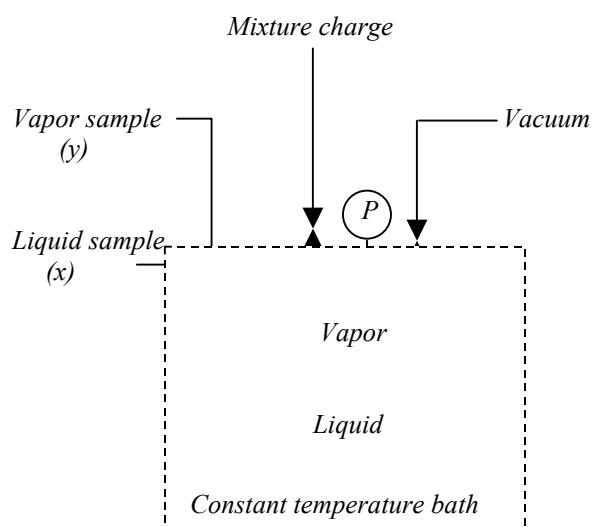 Mixture charge
Vapor sample
(y)
Vacuum
P
Liquid sample
(x)
Vapor
Liquid
Constant temperature bath